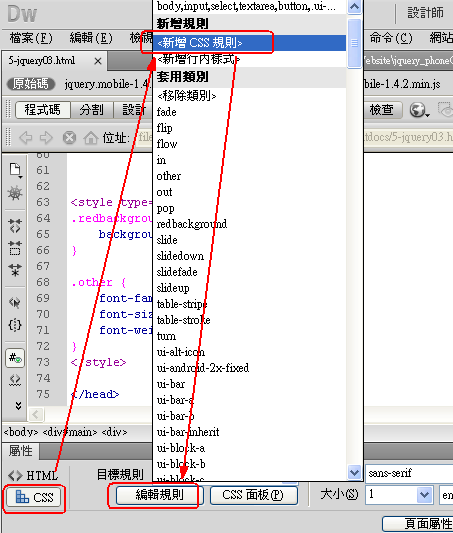 Dw
設計師
body,input,select,textarea,button,.ui-...
新增規則
<新增 CSS 規則>
<新增行內樣式>
套用類別
<移除類別>
fade
flip
flow
in
other
out
pop
redbackground
slide
slidedown
slidefade
slideup
table-stripe
table-stroke
turn
ui-alt-icon
ui-android-2x-fixed
ui-bar
ui-bar-a
ui-bar-b
ui-bar-inherit
ui-block-a
ui-block-b
ui-block-c
檔案(F) 編輯(E) 檢視
命令(C) 網站
5-jquery03.html ×
ebsite\jquery_phone
原始碼 jquery.mobile-1.4.
bile-1.4.2.min.js
程式碼 分割 設計
檢查
位址: file
tdocs/5-jquery03.h
60
61
62
63 <style type=
64 .redbackgrou
65 backgrou
66 }
67
68 .other {
69 font-fam
70 font-siz
71 font-wei
72 }
73 </style>
74
75 </head>
<body> <div#main> <div>
屬性
HTML
CSS
目標規則
編輯規則
CSS 面板(P)
大小(S)
sans-serif
1
頁面屬性